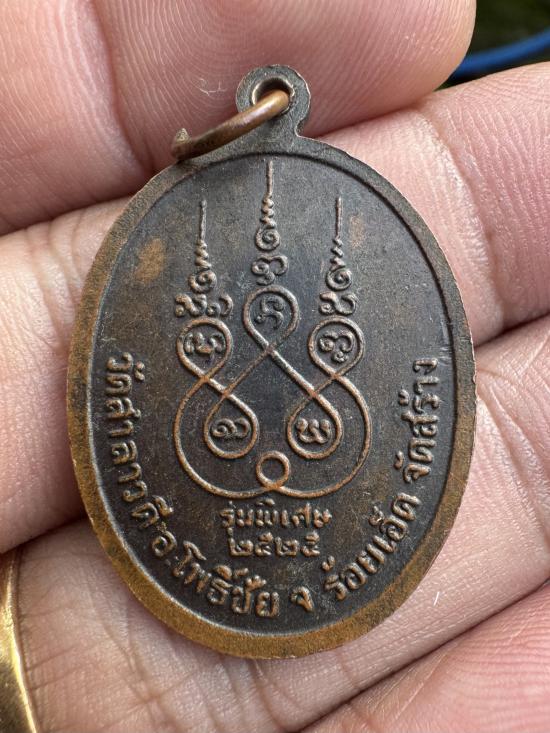 รุ่นพิเศษ
๒๕๒๕
วัดสาลาวดี อ.โพธิ์ชัย จ ร้อยเอ็ด จัดสร้าง